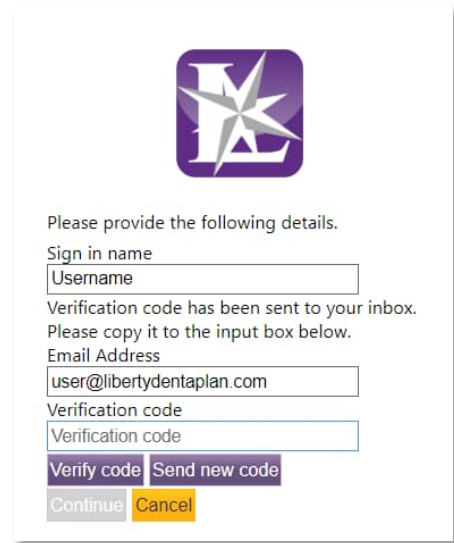 L
Please provide the following details.
Sign in name
Username
Verification code has been sent to your inbox.
Please copy it to the input box below.
Email Address
user@libertydentaplan.com
Verification code
Verification code
Verify code Send new code
Continue Cancel